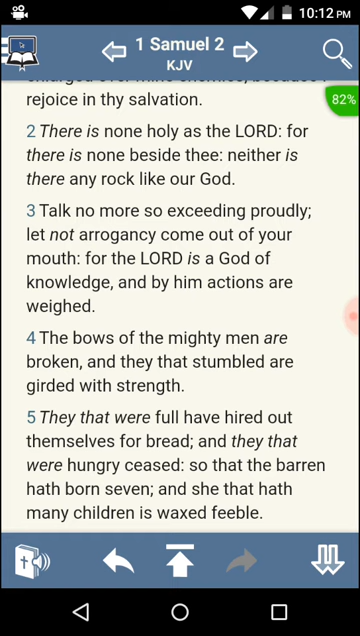 10:12 PM
1 Samuel 2
KJV
rejoice in thy salvation.
82%
2 There is none holy as the LORD: for
there is none beside thee: neither is
there any rock like our God.
3 Talk no more so exceeding proudly;
let not arrogancy come out of your
mouth: for the LORD is a God of
knowledge, and by him actions are
weighed.
4 The bows of the mighty men are
broken, and they that stumbled are
girded with strength.
5 They that were full have hired out
themselves for bread; and they that
were hungry ceased: so that the barren
hath born seven; and she that hath
many children is waxed feeble.